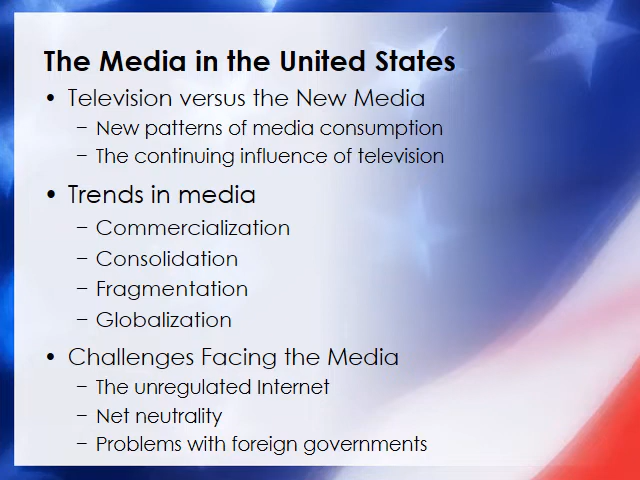 The Media in the United States
• Television versus the New Media
– New patterns of media consumption
– The continuing influence of television
• Trends in media
– Commercialization
– Consolidation
– Fragmentation
– Globalization
• Challenges Facing the Media
– The unregulated Internet
– Net neutrality
– Problems with foreign governments